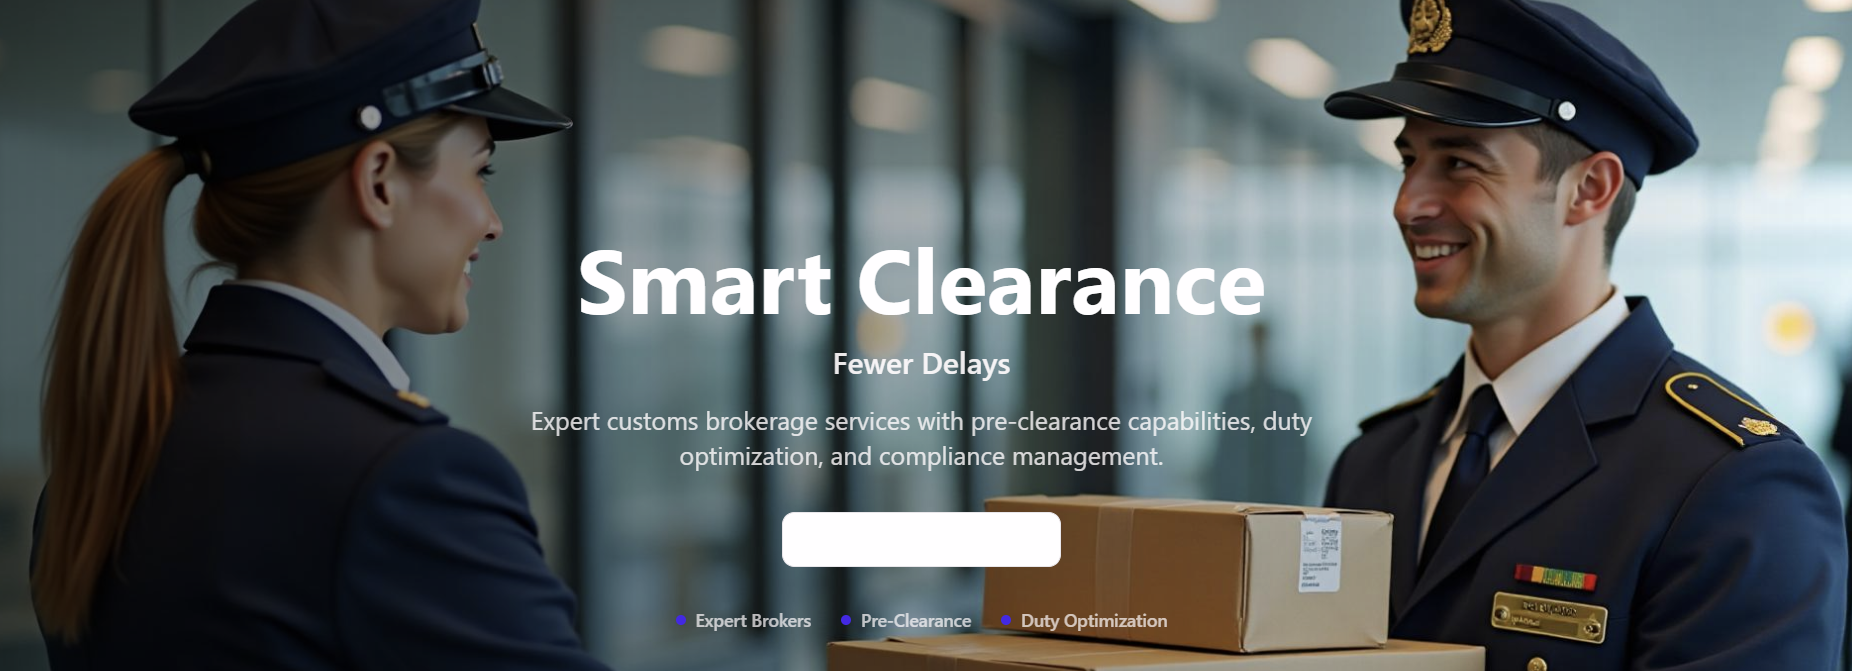 Smart Clearance
Fewer Delays
Expert customs brokerage services with pre-clearance capabilities, duty
optimization, and compliance management.
Expert Brokers
Pre-Clearance
Duty Optimization